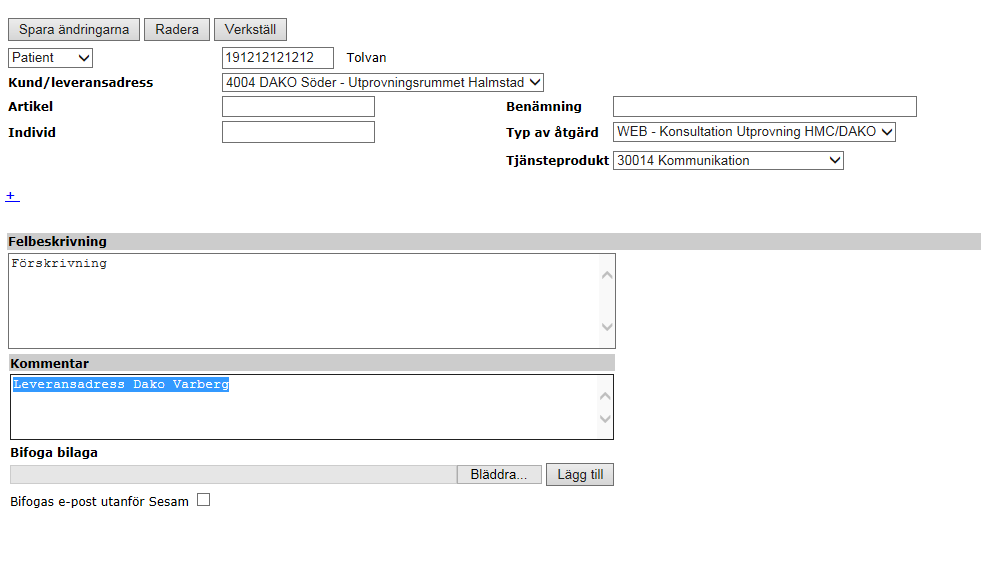 Spara ändringarna Radera Verkställ
Patient 191212121212 Tolvan
Kund/leveransadress 4004 DAKO Söder - Utprovningsrummet Halmstad
Artikel Benämning
Individ Typ av åtgärd WEB - Konsultation Utprovning HMC/DAKO
Tjänsteprodukt 30014 Kommunikation
+
Felbeskrivning
Förskrivning
Kommentar
Leveransadress Dako Varberg
Bifoga bilaga
Bläddra... Lägg till
Bifogas e-post utanför Sesam